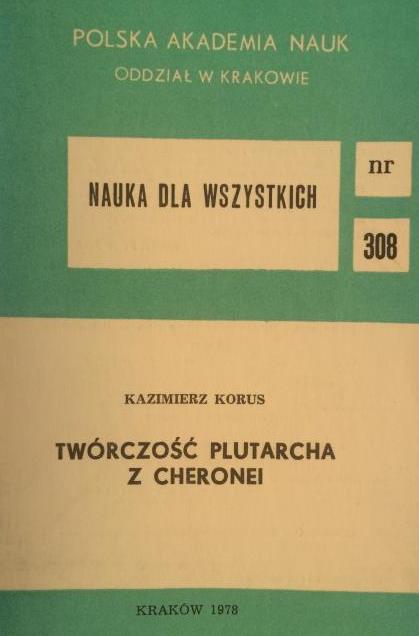 POLSKA AKADEMIA NAUK
ODDZIAŁ W KRAKOWIE
NAUKA DLA WSZYSTKICH
nr
308
KAZIMIERZ KORUS
TWÓRCZOŚĆ PLUTARCHA
Z CHERONEI
KRAKÓW 1978